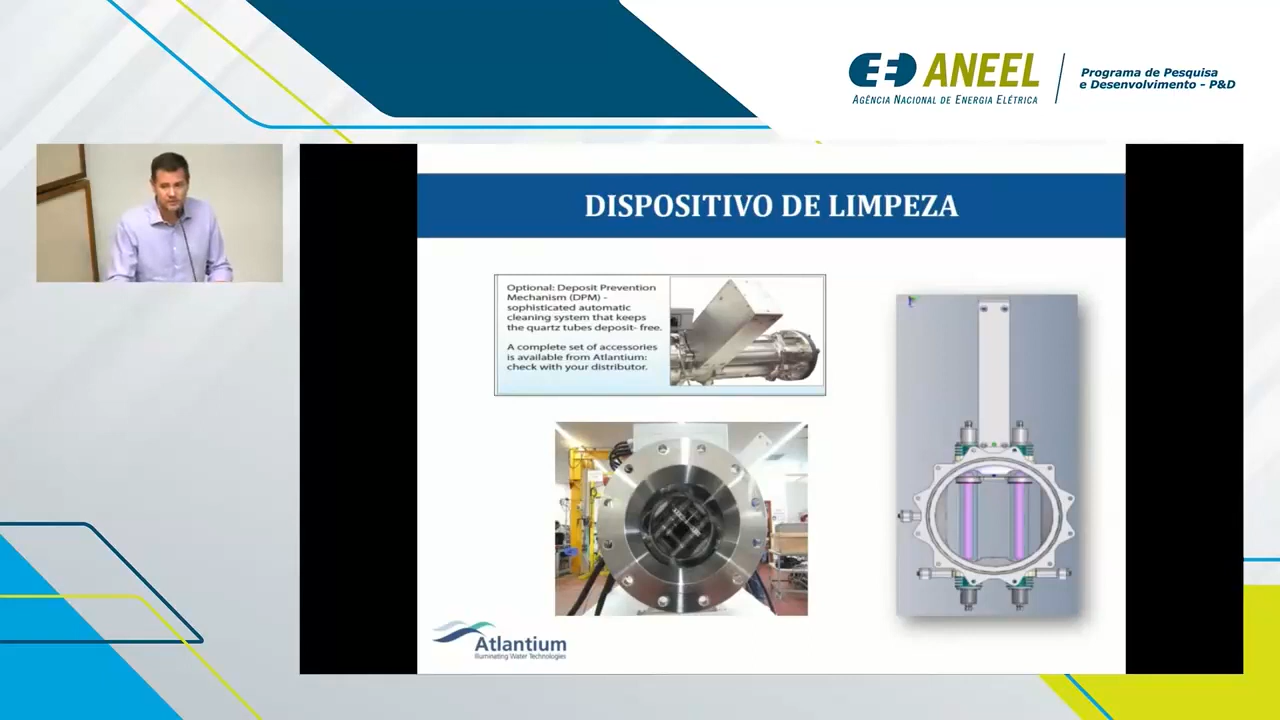 ANEEL
AGÊNCIA NACIONAL DE ENERGIA ELÉTRICA
Programa de Pesquisa
e Desenvolvimento - P&D
DISPOSITIVO DE LIMPEZA
Optional: Deposit Prevention
Mechanism (DPM) -
sophisticated automatic
cleaning system that keeps
the quartz tubes deposit- free.
A complete set of accessories
is available from Atlantium:
check with your distributor.
Atlantium
Illuminating Water Technologies